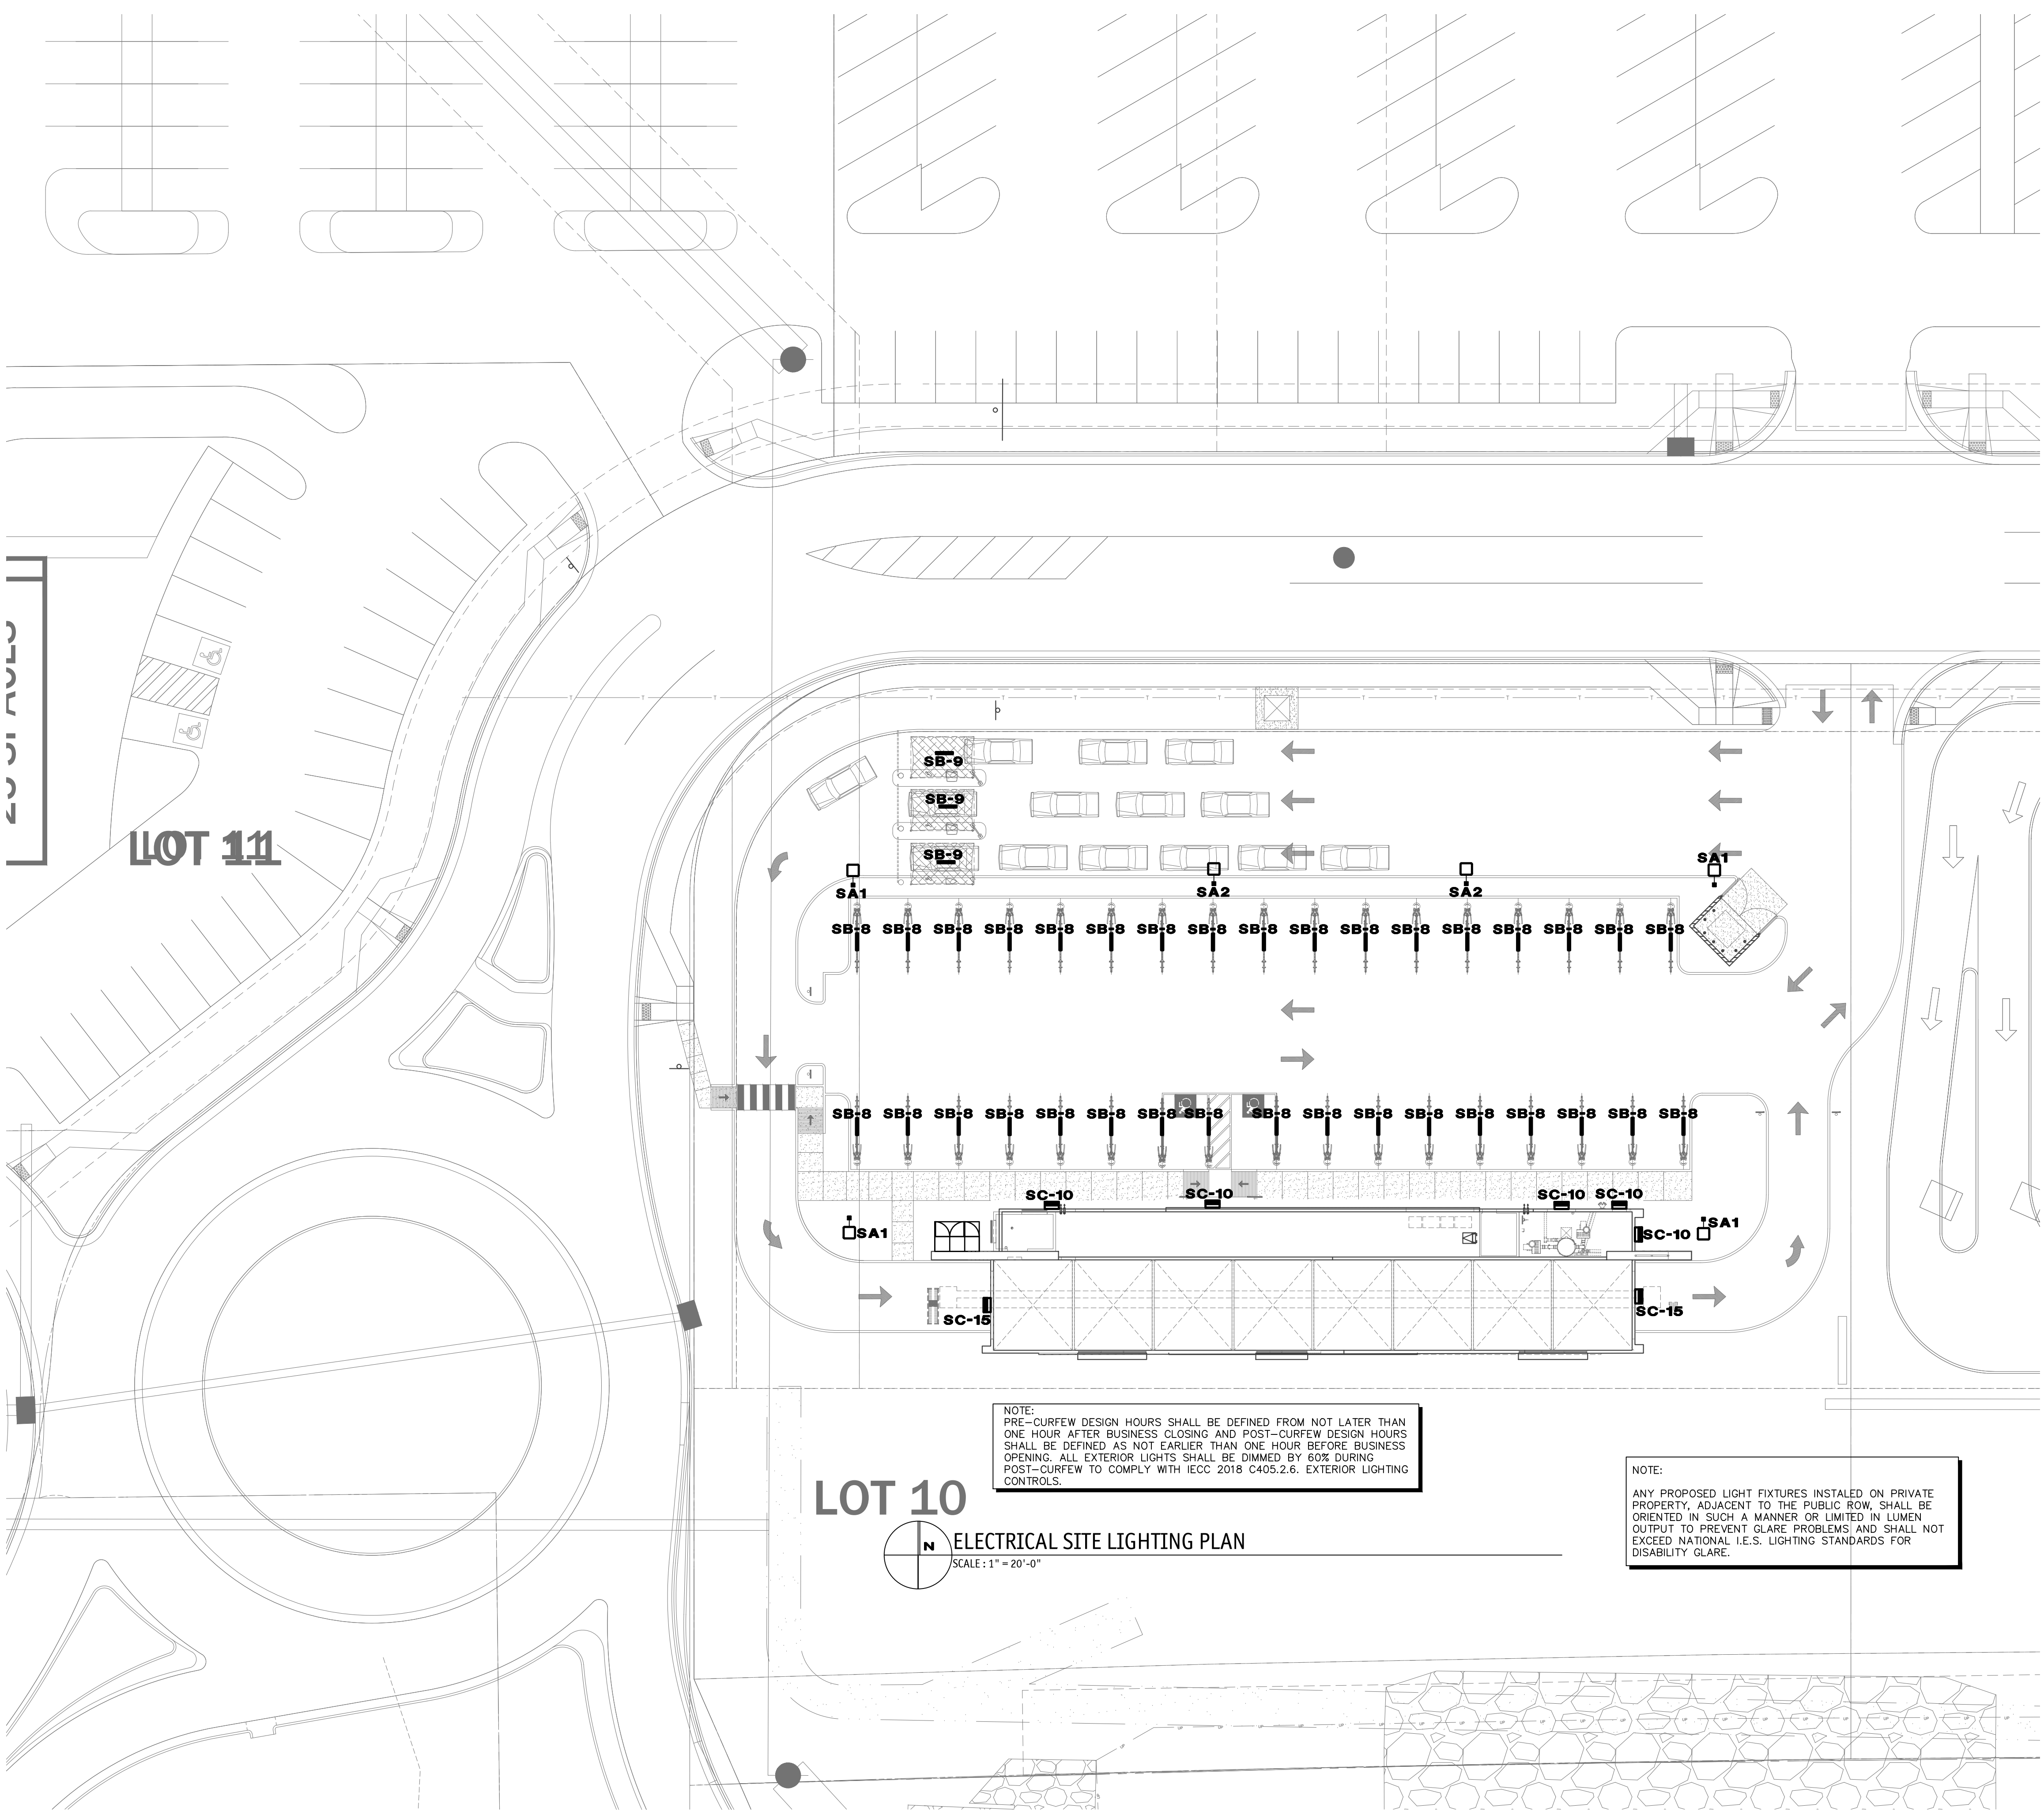 SB-9
SB-9
LOT 11
SB-9
SA1
SA1 SA2 SA2
SB-8 SB-8 SB-8 SB-8 SB-8 SB-8 SB-8 SB-8 SB-8 SB-8 SB-8 SB-8 SB-8 SB-8 SB-8 SB-8 SB-8
SB-8 SB-8 SB-8 SB-8 SB-8 SB-8 SB-8 SB-8 SB-8 SB-8 SB-8 SB-8 SB-8 SB-8 SB-8 SB-8 SB-8
SC-10 SC-10 SC-10 SC-10
SA1 SC-10 SA1
SC-15 SC-15
NOTE:
PRE-CURFEW DESIGN HOURS SHALL BE DEFINED FROM NOT LATER THAN
ONE HOUR AFTER BUSINESS CLOSING AND POST-CURFEW DESIGN HOURS
SHALL BE DEFINED AS NOT EARLIER THAN ONE HOUR BEFORE BUSINESS
OPENING. ALL EXTERIOR LIGHTS SHALL BE DIMMED BY 60% DURING
POST-CURFEW TO COMPLY WITH IECC 2018 C405.2.6. EXTERIOR LIGHTING
CONTROLS.
NOTE:
ANY PROPOSED LIGHT FIXTURES INSTALED ON PRIVATE
PROPERTY, ADJACENT TO THE PUBLIC ROW, SHALL BE
ORIENTED IN SUCH A MANNER OR LIMITED IN LUMEN
OUTPUT TO PREVENT GLARE PROBLEMS AND SHALL NOT
EXCEED NATIONAL I.E.S. LIGHTING STANDARDS FOR
DISABILITY GLARE.
LOT 10
N
ELECTRICAL SITE LIGHTING PLAN
SCALE : 1" = 20'-0"